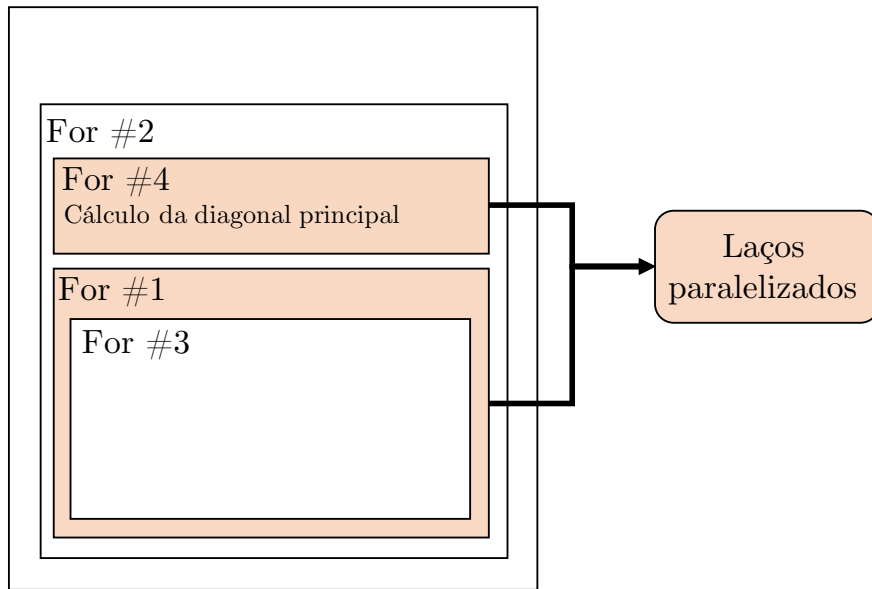 For #2
For #4
Cálculo da diagonal principal
For #1
For #3
Laços
paralelizados